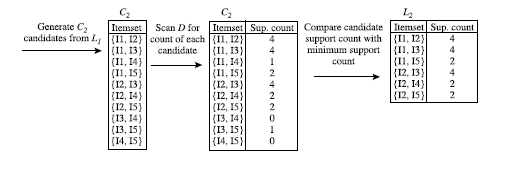 C2
C2
L2
Generate C2
candidates from L1
Itemset
{I1, I2}
{I1, I3}
{I1, I4}
{I1, I5}
{I2, I3}
{I2, I4}
{I2, I5}
{I3, I4}
{I3, I5}
{I4, I5}
Scan D for
count of each
candidate
Itemset Sup. count
{I1, I2} 4
{I1, I3} 4
{I1, I4} 1
{I1, I5} 2
{I2, I3} 4
{I2, I4} 2
{I2, I5} 2
{I3, I4} 0
{I3, I5} 1
{I4, I5} 0
Compare candidate
support count with
minimum support
count
Itemset Sup. count
{I1, I2} 4
{I1, I3} 4
{I1, I5} 2
{I2, I3} 4
{I2, I4} 2
{I2, I5} 2